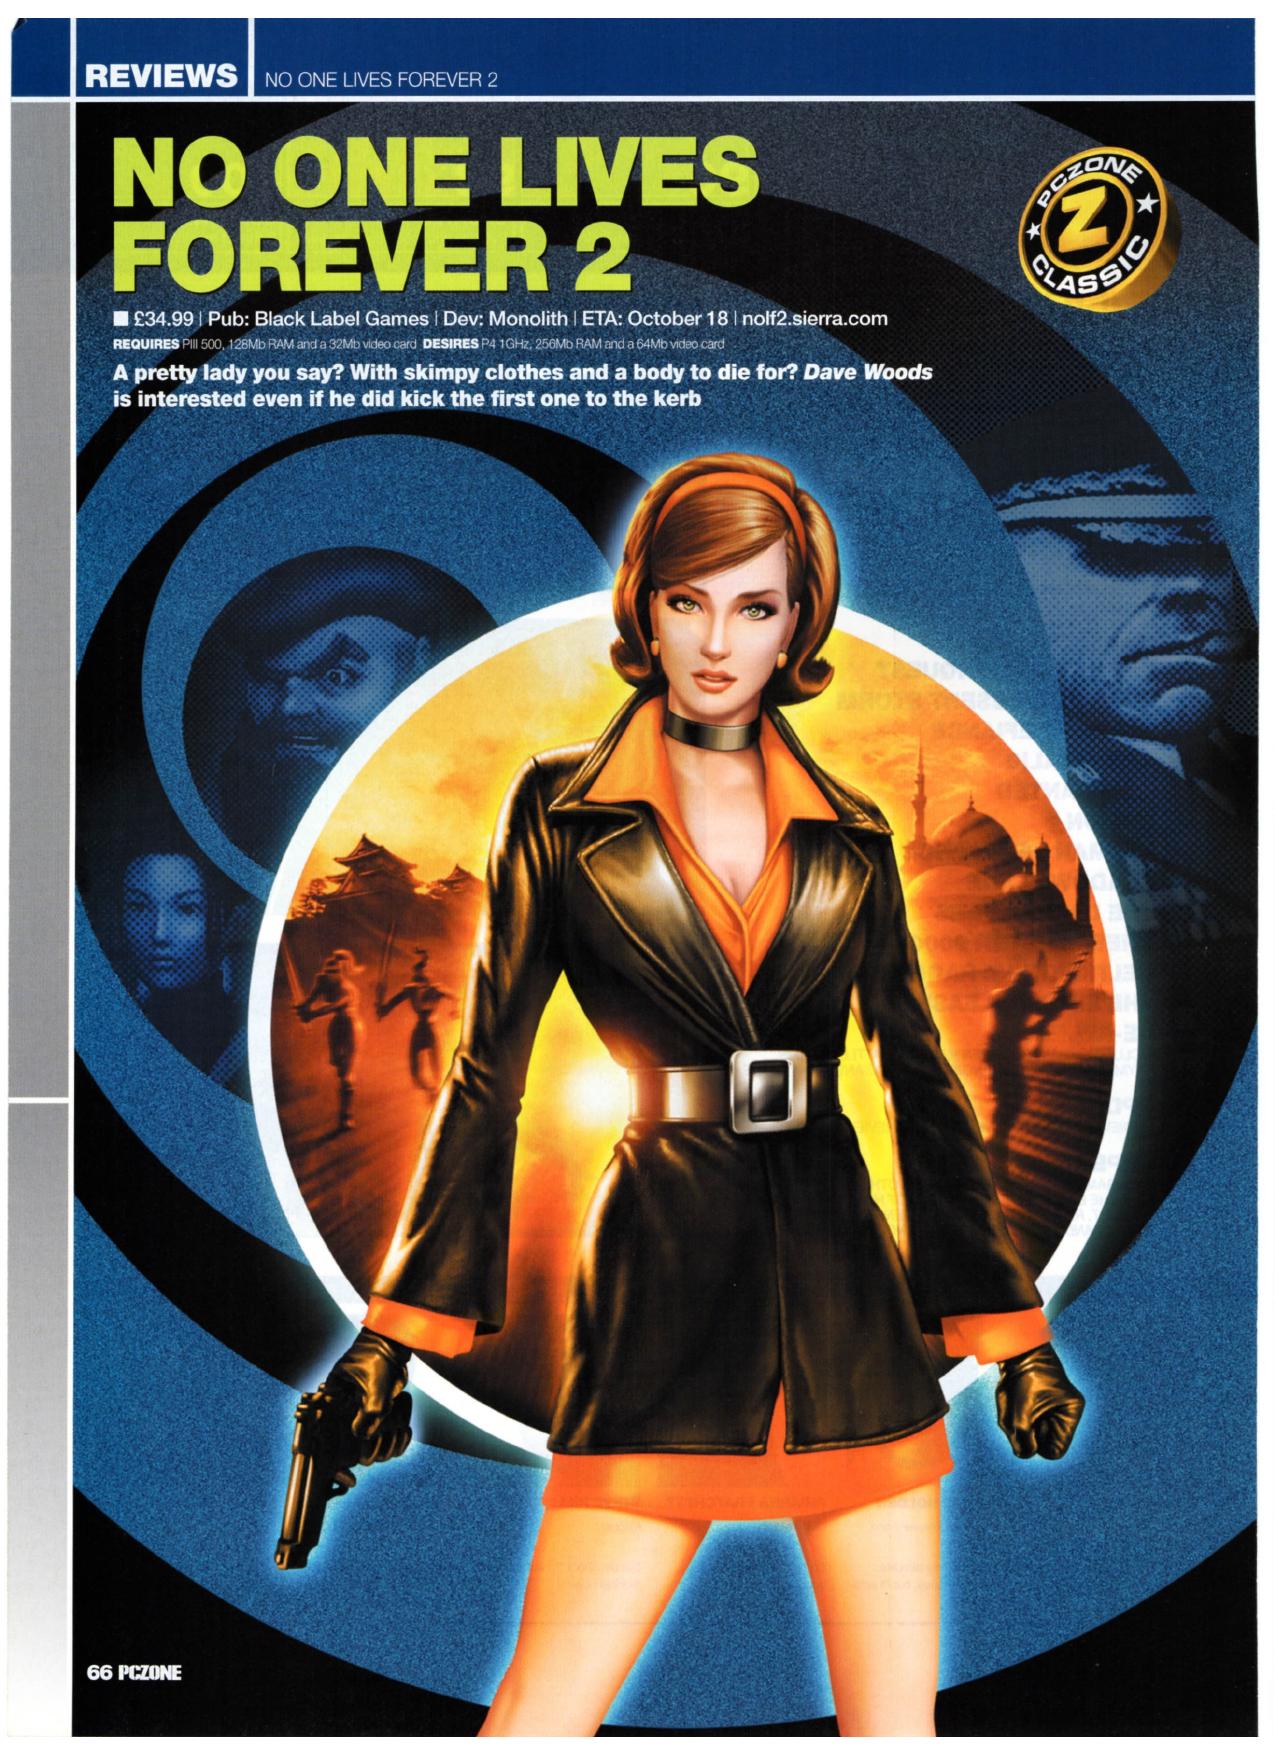 REVIEWS
NO ONE LIVES FOREVER 2
NO ONE LIVES
FOREVER 2
■ £34.99 | Pub: Black Label Games | Dev: Monolith | ETA: October 18 | nolf2.sierra.com
REQUIRES PIII 500, 128Mb RAM and a 32Mb video card DESIRES P4 1GHz, 256Mb RAM and a 64Mb video card
A pretty lady you say? With skimpy clothes and a body to die for? Dave Woods
is interested even if he did kick the first one to the kerb
PCZONE
Z
CLASSIC
66 PCZONE